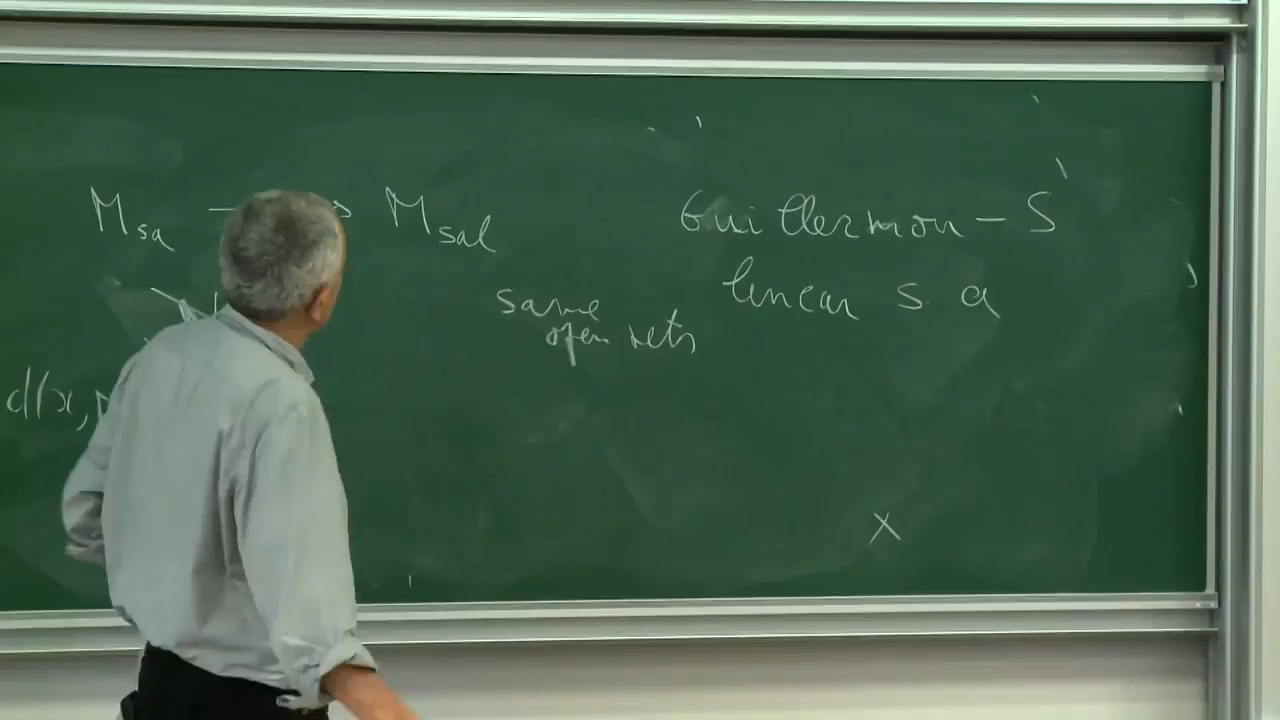 M_sa → M_sal
Guillermou – S
linear s. a
same
open sets
d(x,
X